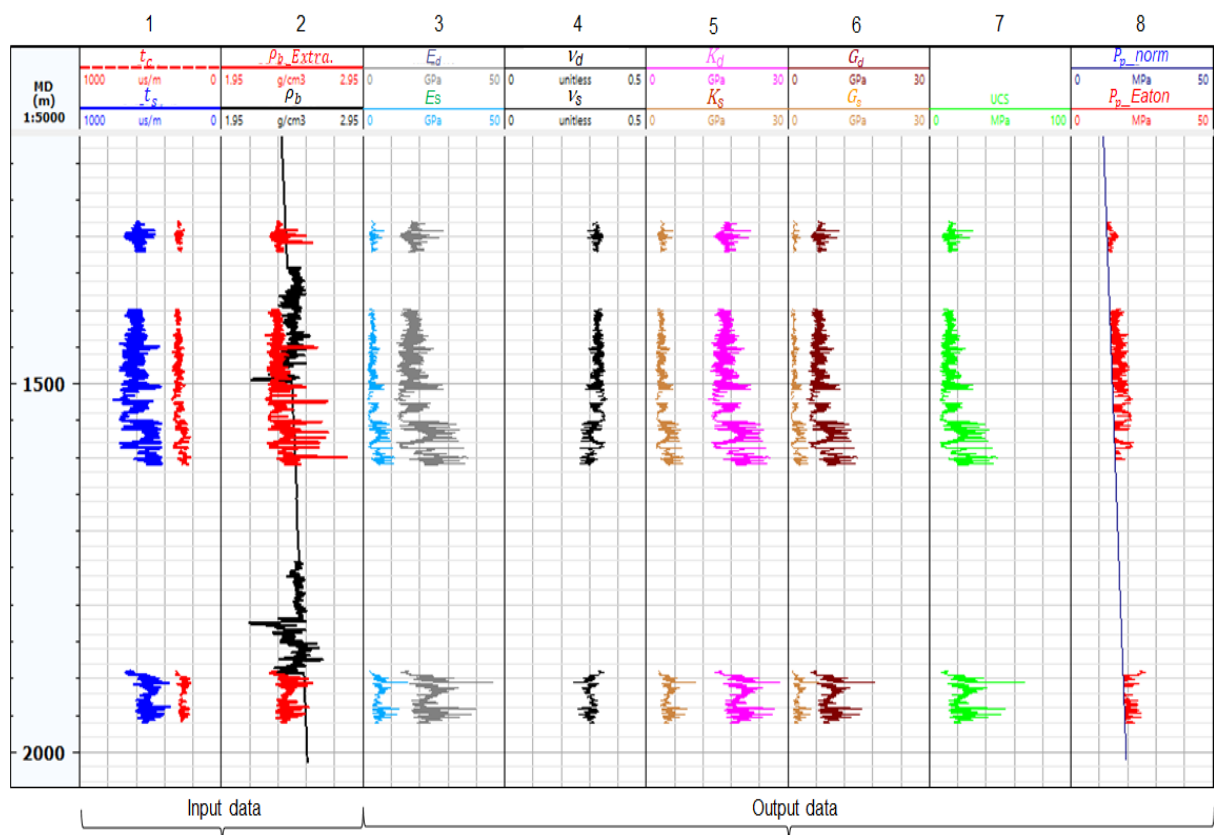 1 2 3 4 5 6 7 8
t_c ρ_b_Extra. E_d ν_d K_d G_d P_p_norm
1000 us/m 0 1.95 g/cm3 2.95 0 GPa 50 0 unitless 0.5 0 GPa 30 0 GPa 30 0 MPa 50
MD
(m)
1:5000
t_s ρ_b Es ν_s K_s G_s UCS P_p_Eaton
1000 us/m 0 1.95 g/cm3 2.95 0 GPa 50 0 unitless 0.5 0 GPa 30 0 GPa 30 0 MPa 100 0 MPa 50
1500
2000
Input data Output data